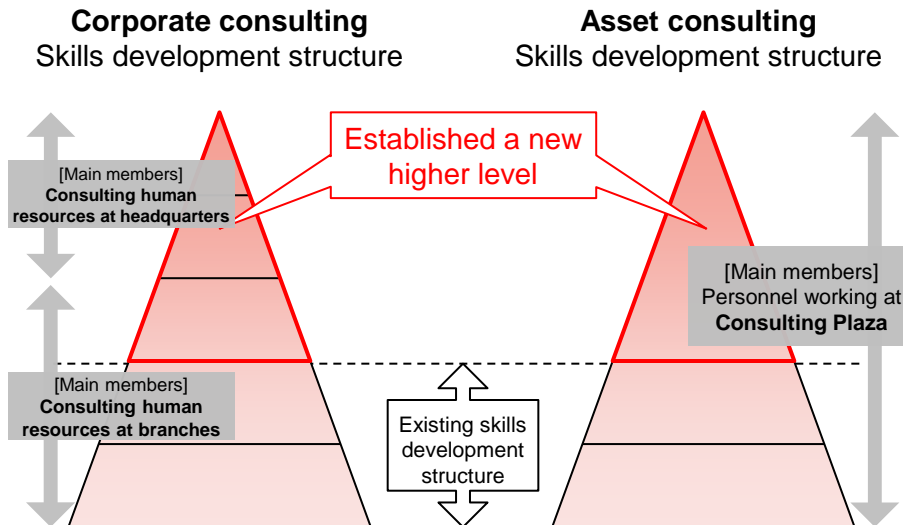 Corporate consulting
Skills development structure
Asset consulting
Skills development structure
Established a new
higher level
[Main members]
Consulting human
resources at headquarters
[Main members]
Personnel working at
Consulting Plaza
[Main members]
Consulting human
resources at branches
Existing skills
development
structure